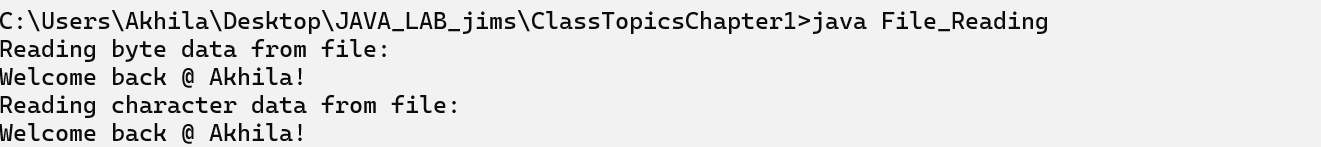 C:\Users\Akhila\Desktop\JAVA_LAB_jims\ClassTopicsChapter1>java File_Reading
Reading byte data from file:
Welcome back @ Akhila!
Reading character data from file:
Welcome back @ Akhila!